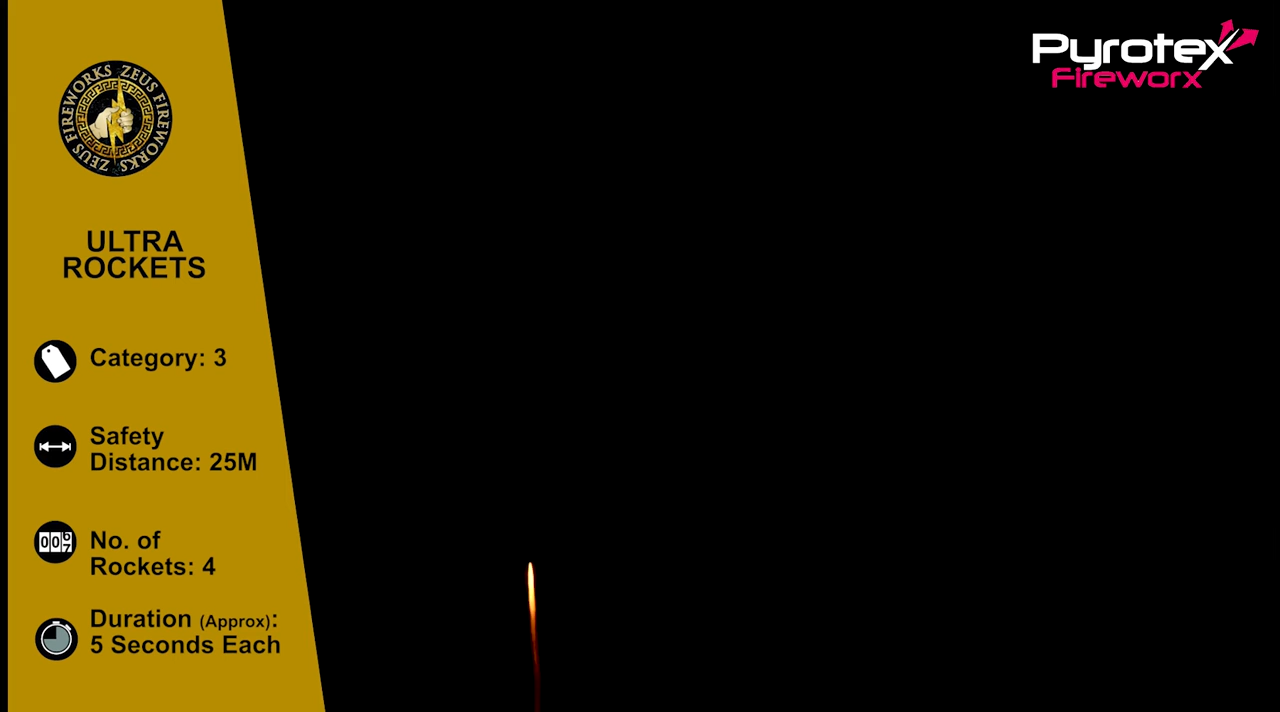 ZEUS FIREWORKS ZEUS FIREWORKS
Pyrotex
Fireworx
ULTRA
ROCKETS
Category: 3
Safety
Distance: 25M
No. of
Rockets: 4
Duration (Approx):
5 Seconds Each